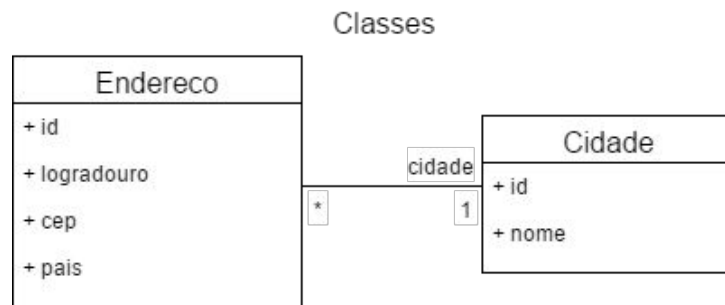 Classes
Endereco
+ id
+ logradouro
+ cep
+ pais
cidade
*
1
Cidade
+ id
+ nome